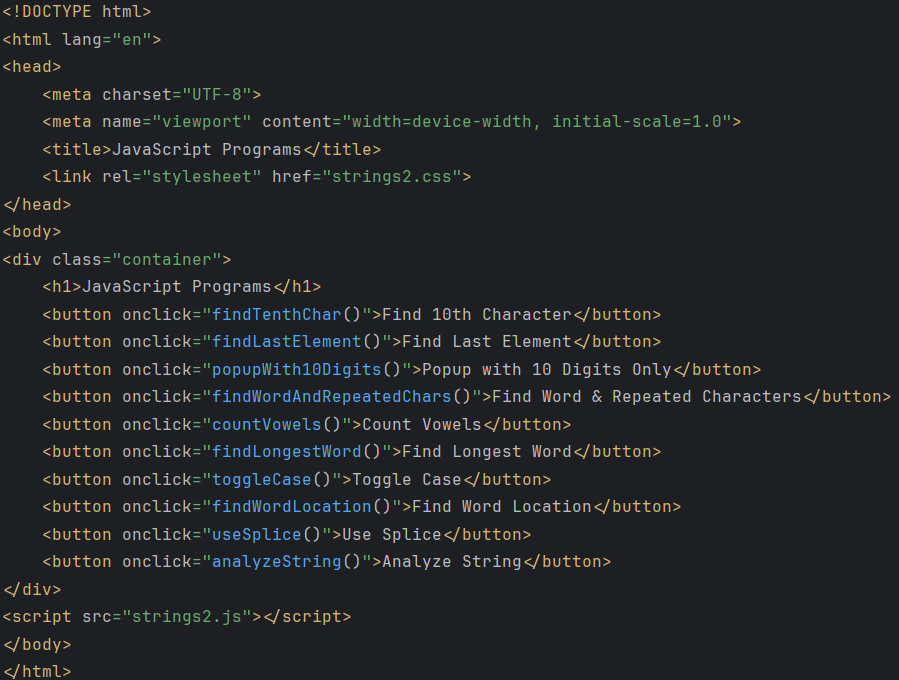 <!DOCTYPE html>
<html lang="en">
<head>
    <meta charset="UTF-8">
    <meta name="viewport" content="width=device-width, initial-scale=1.0">
    <title>JavaScript Programs</title>
    <link rel="stylesheet" href="strings2.css">
</head>
<body>
<div class="container">
    <h1>JavaScript Programs</h1>
    <button onclick="findTenthChar()">Find 10th Character</button>
    <button onclick="findLastElement()">Find Last Element</button>
    <button onclick="popupWith10Digits()">Popup with 10 Digits Only</button>
    <button onclick="findWordAndRepeatedChars()">Find Word & Repeated Characters</button>
    <button onclick="countVowels()">Count Vowels</button>
    <button onclick="findLongestWord()">Find Longest Word</button>
    <button onclick="toggleCase()">Toggle Case</button>
    <button onclick="findWordLocation()">Find Word Location</button>
    <button onclick="useSplice()">Use Splice</button>
    <button onclick="analyzeString()">Analyze String</button>
</div>
<script src="strings2.js"></script>
</body>
</html>